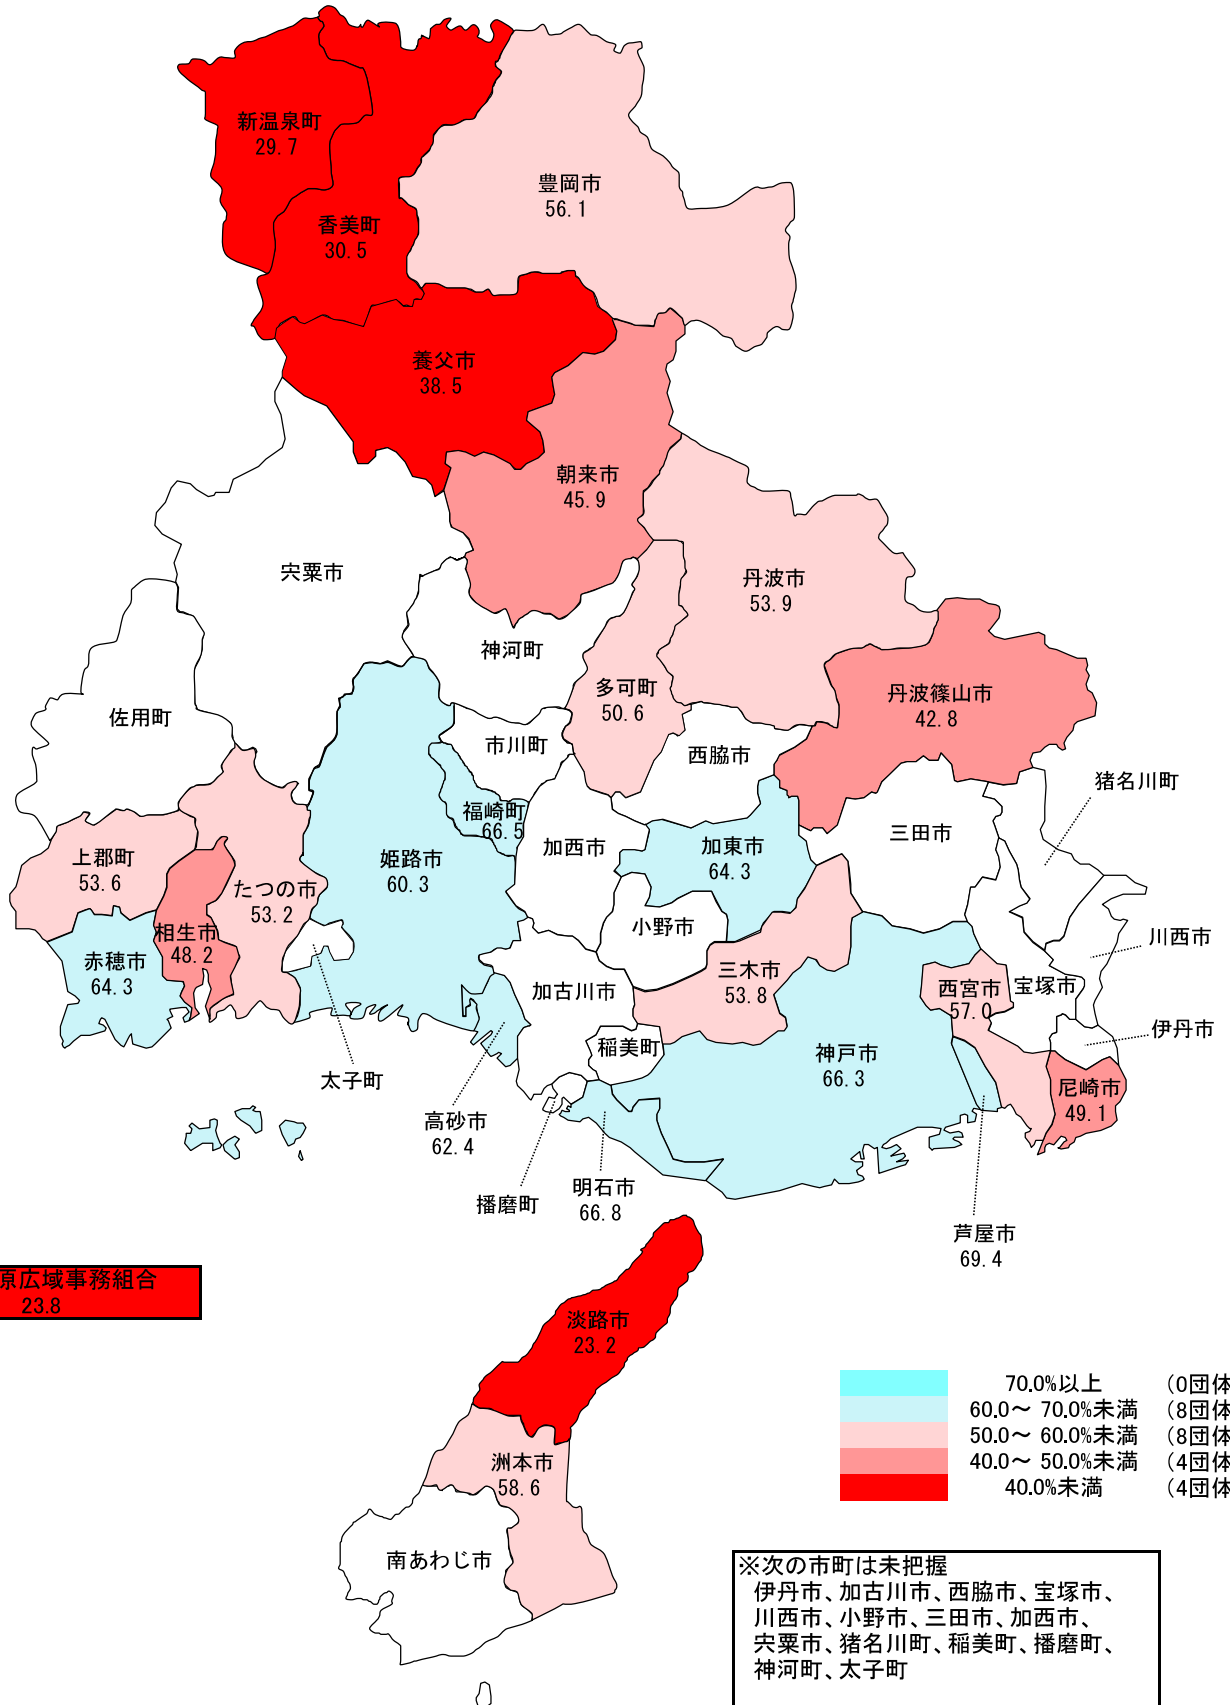 新温泉町
29.7
豊岡市
56.1
香美町
30.5
養父市
38.5
朝来市
45.9
宍粟市
丹波市
53.9
神河町
多可町
50.6
丹波篠山市
42.8
佐用町
市川町
西脇市
猪名川町
福崎町
66.5
三田市
上郡町
53.6
姫路市
60.3
加西市
加東市
64.3
たつの市
53.2
相生市
48.2
小野市
川西市
赤穂市
64.3
三木市
53.8
西宮市
57.0
宝塚市
加古川市
伊丹市
稲美町
神戸市
66.3
太子町
尼崎市
49.1
高砂市
62.4
播磨町
明石市
66.8
芦屋市
69.4
原広域事務組合
23.8
淡路市
23.2
70.0%以上 (0団体
60.0～ 70.0%未満 (8団体
50.0～ 60.0%未満 (8団体
40.0～ 50.0%未満 (4団体
40.0%未満 (4団体
洲本市
58.6
南あわじ市
※次の市町は未把握
伊丹市、加古川市、西脇市、宝塚市、
川西市、小野市、三田市、加西市、
宍粟市、猪名川町、稲美町、播磨町、
神河町、太子町